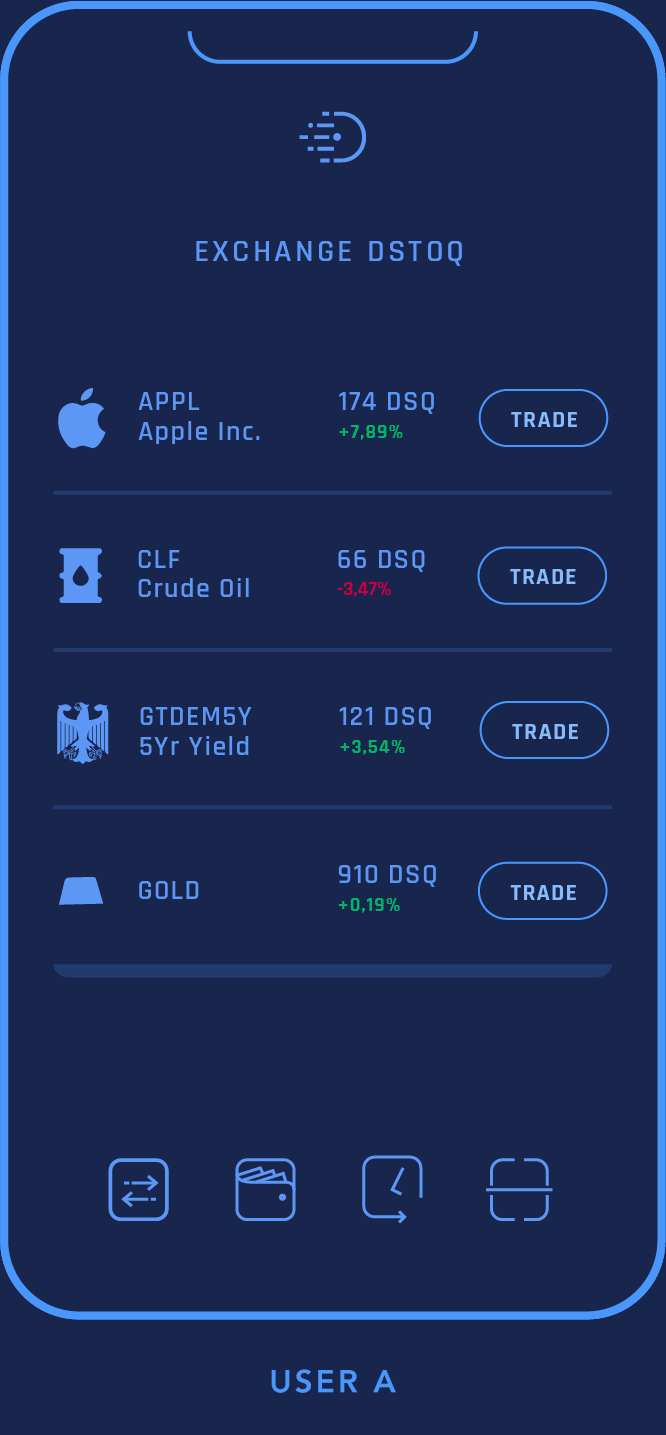 EXCHANGE DSTOQ
APPL
Apple Inc.
174 DSQ
+7,89%
TRADE
CLF
Crude Oil
66 DSQ
-3,47%
TRADE
GTDEM5Y
5Yr Yield
121 DSQ
+3,54%
TRADE
GOLD
910 DSQ
+0,19%
TRADE
USER A